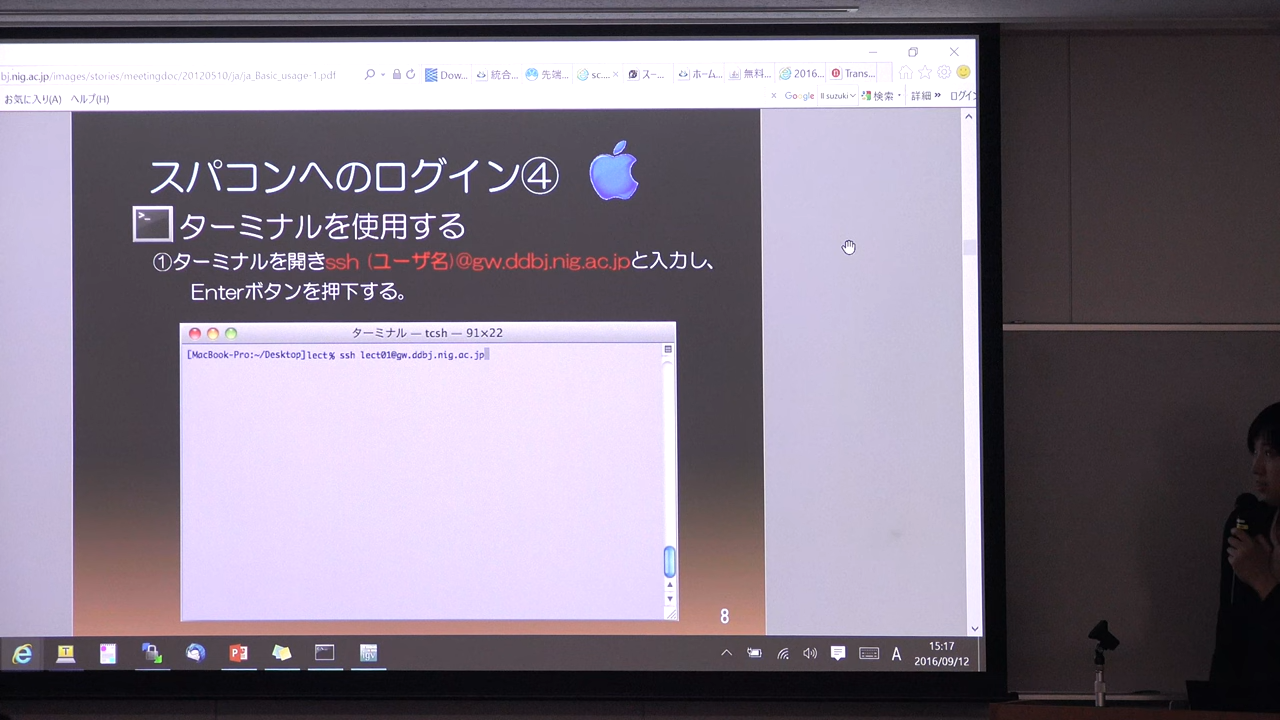 bj.nig.ac.jp/images/stories/meetingdoc/20120510/ja/ja_Basic_usage-1.pdf
Dow...
統合...
先端...
sc....
スー...
ホーム...
無料...
2016...
Trans...
お気に入り(A) ヘルプ(H)
Google
II suzuki
検索
詳細 »
ログイン
スパコンへのログイン④
ターミナルを使用する
①ターミナルを開きssh (ユーザ名)@gw.ddbj.nig.ac.jpと入力し、
Enterボタンを押下する。
ターミナル — tcsh — 91×22
[MacBook-Pro:~/Desktop]lect% ssh lect01@gw.ddbj.nig.ac.jp
8
A
15:17
2016/09/12